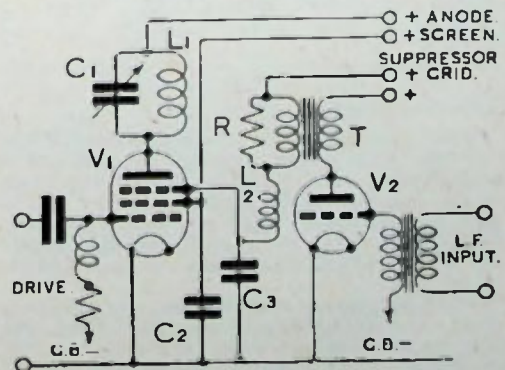 + ANODE.
+ SCREEN.
SUPPRESSOR
+ GRID.
+
L1
C1
R
T
V1
L2
V2
DRIVE.
C2
C3
L.F.
INPUT.
G.B.–
G.B.–